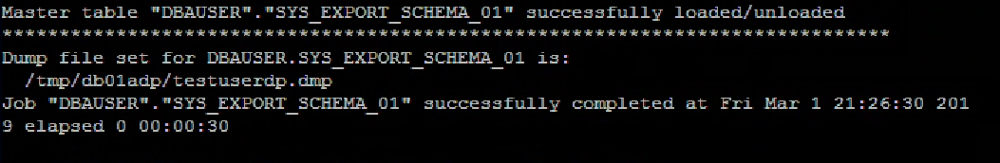 Master table "DBAUSER"."SYS_EXPORT_SCHEMA_01" successfully loaded/unloaded
******************************************************************************
Dump file set for DBAUSER.SYS_EXPORT_SCHEMA_01 is:
  /tmp/db01adp/testuserdp.dmp
Job "DBAUSER"."SYS_EXPORT_SCHEMA_01" successfully completed at Fri Mar 1 21:26:30 201
9 elapsed 0 00:00:30